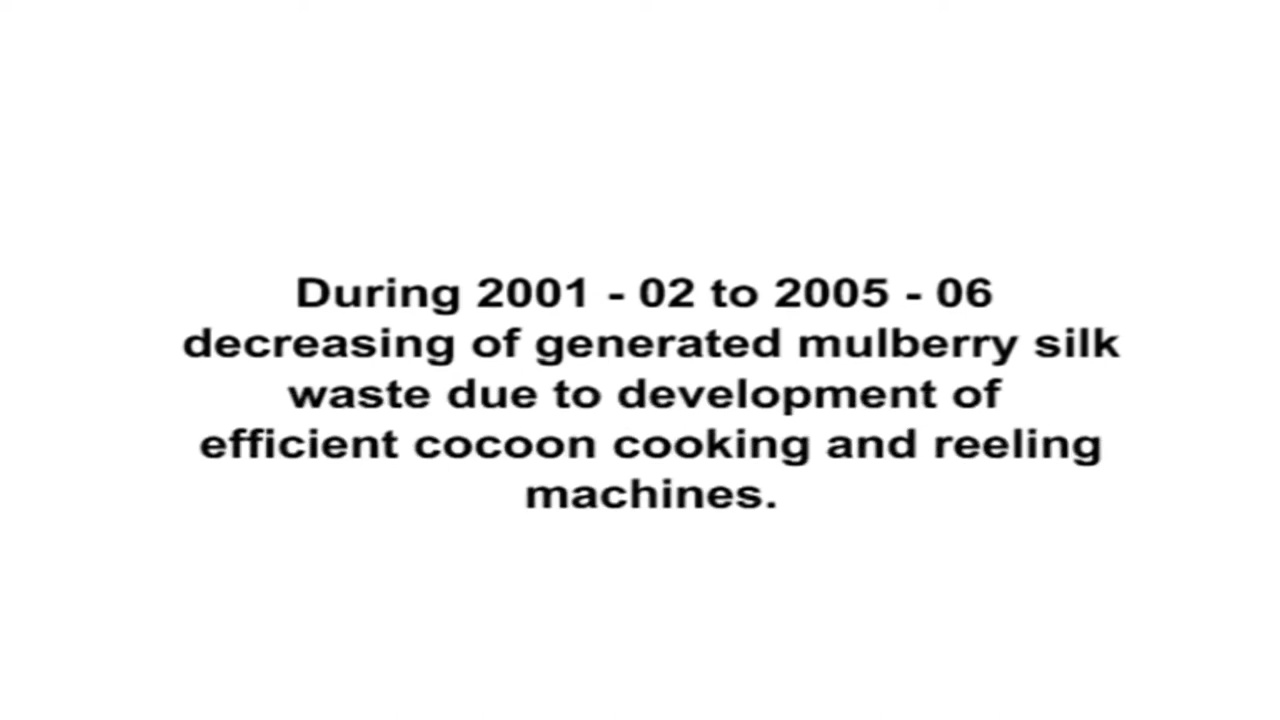 During 2001 - 02 to 2005 - 06
decreasing of generated mulberry silk
waste due to development of
efficient cocoon cooking and reeling
machines.